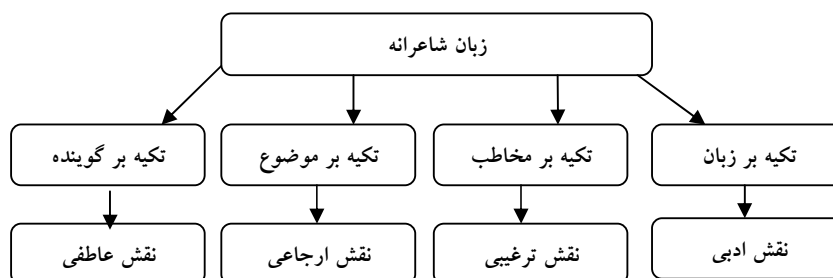 زبان شاعرانه
تکیه بر زبان
تکیه بر مخاطب
تکیه بر موضوع
تکیه بر گوینده
نقش ادبی
نقش ترغیبی
نقش ارجاعی
نقش عاطفی